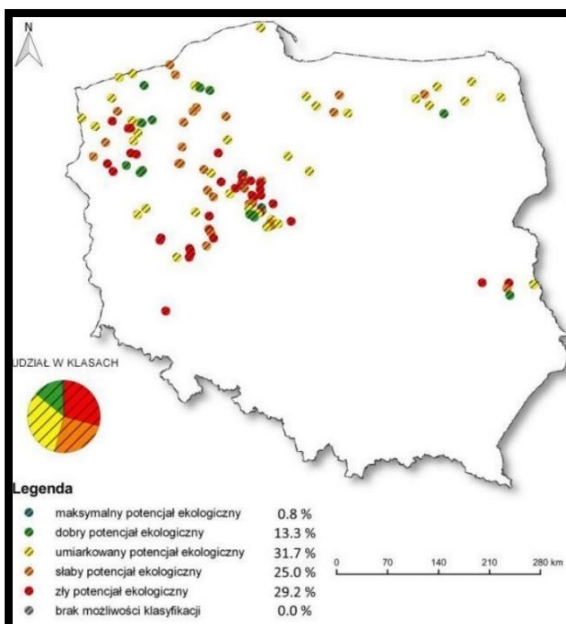 N
UDZIAŁ W KLASACH
Legenda
maksymalny potencjał ekologiczny 0.8 %
dobry potencjał ekologiczny 13.3 %
umiarkowany potencjał ekologiczny 31.7 %
słaby potencjał ekologiczny 25.0 %
zły potencjał ekologiczny 29.2 %
brak możliwości klasyfikacji 0.0 %
0 70 140 210 280 km